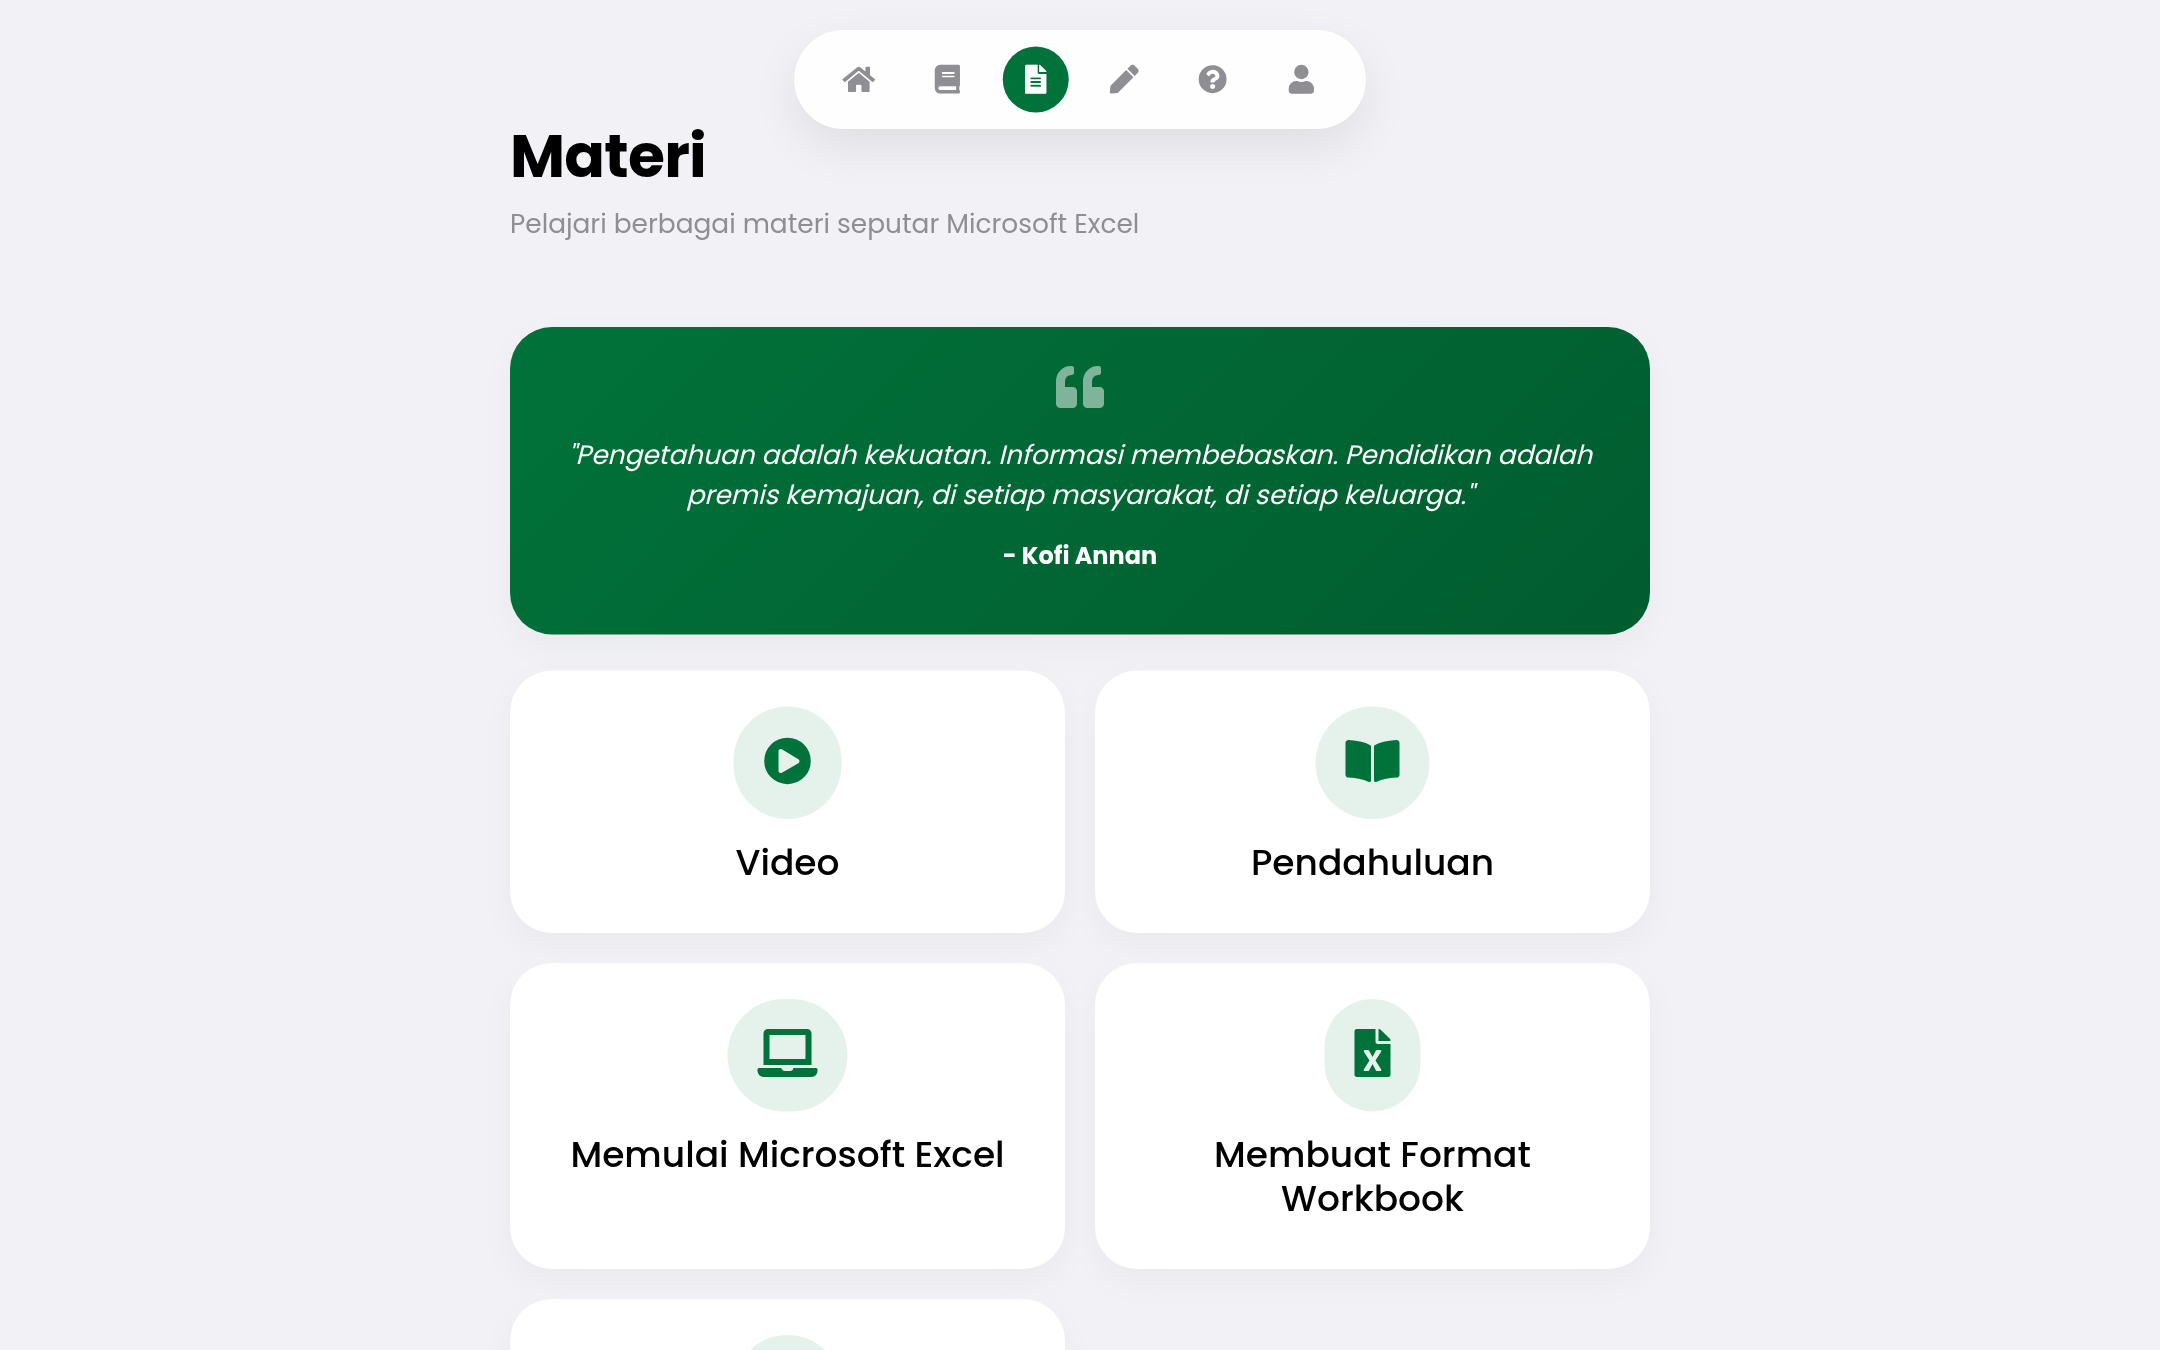 Materi
Pelajari berbagai materi seputar Microsoft Excel
"Pengetahuan adalah kekuatan. Informasi membebaskan. Pendidikan adalah
premis kemajuan, di setiap masyarakat, di setiap keluarga."
- Kofi Annan
Video
Pendahuluan
Memulai Microsoft Excel
Membuat Format
Workbook